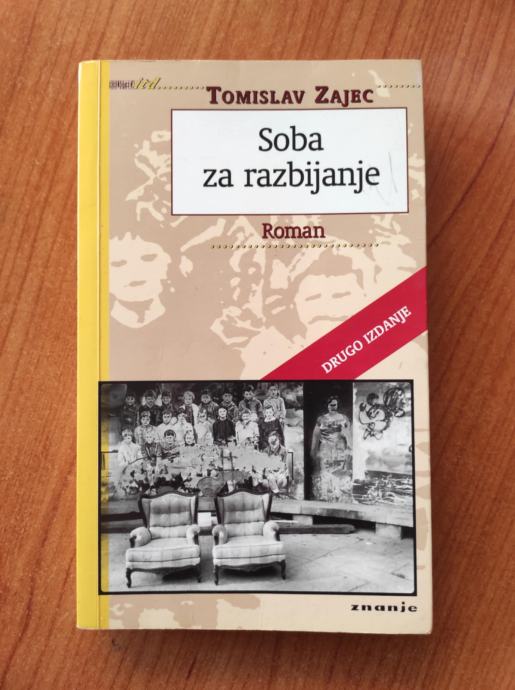 TOMISLAV ZAJEC
Soba
za razbijanje
Roman
DRUGO IZDANJE
znanje